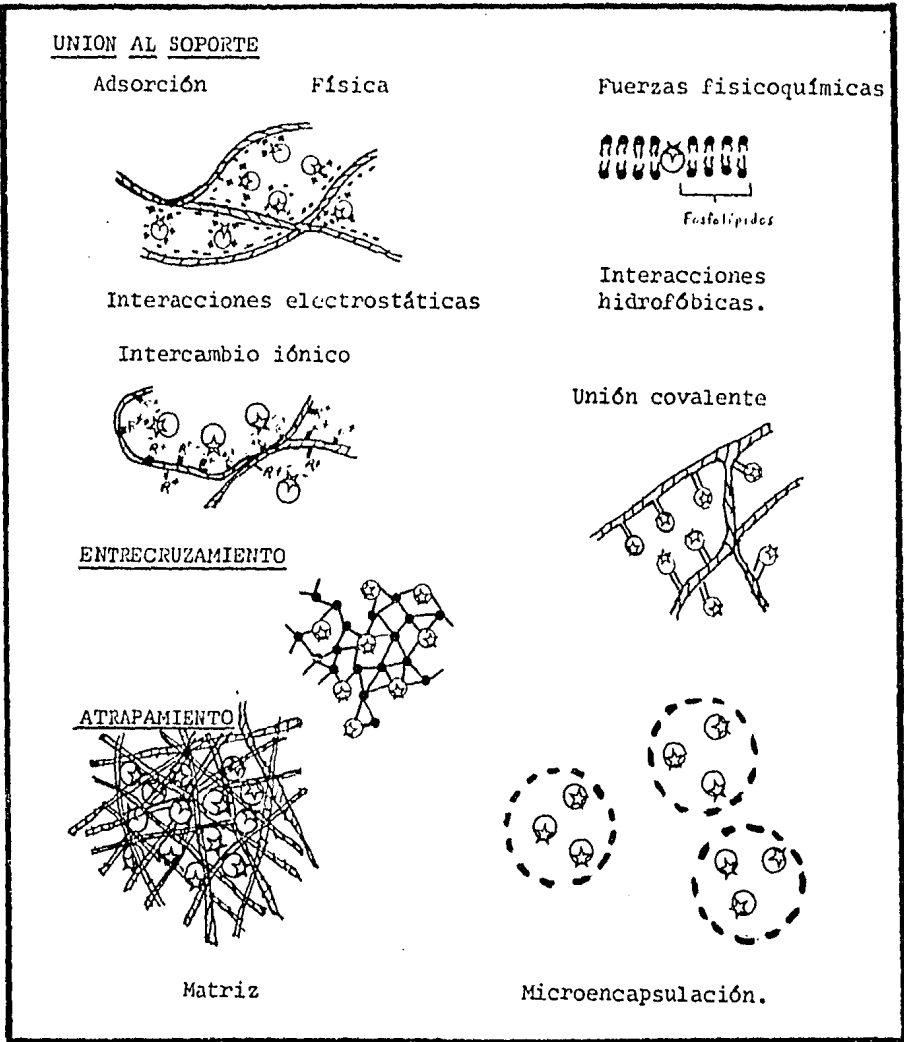 UNION AL SOPORTE
Adsorción Física
Fuerzas fisicoquímicas
Fosfolípidos
Interacciones electrostáticas
Interacciones
hidrofóbicas.
Intercambio iónico
R+ R+ R+ R+ R+ R+
Unión covalente
ENTRECRUZAMIENTO
ATRAPAMIENTO
Matriz
Microencapsulación.